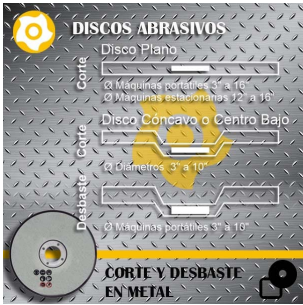 DISCOS ABRASIVOS
Disco Plano
Corte
Ø Máquinas portátiles 3" a 16"
Ø Máquinas estacionarias 12" a 16"
Disco Cóncavo o Centro Bajo
Corte
Ø Diámetros 3" a 10"
Desbaste
Ø Máquinas portátiles 3" a 10"
CORTE Y DESBASTE
EN METAL